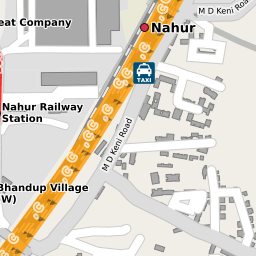 M D Keni Road
eat Company
Nahur
TAXI
Nahur Railway
Station
M D Keni Road
Bhandup Village
W)